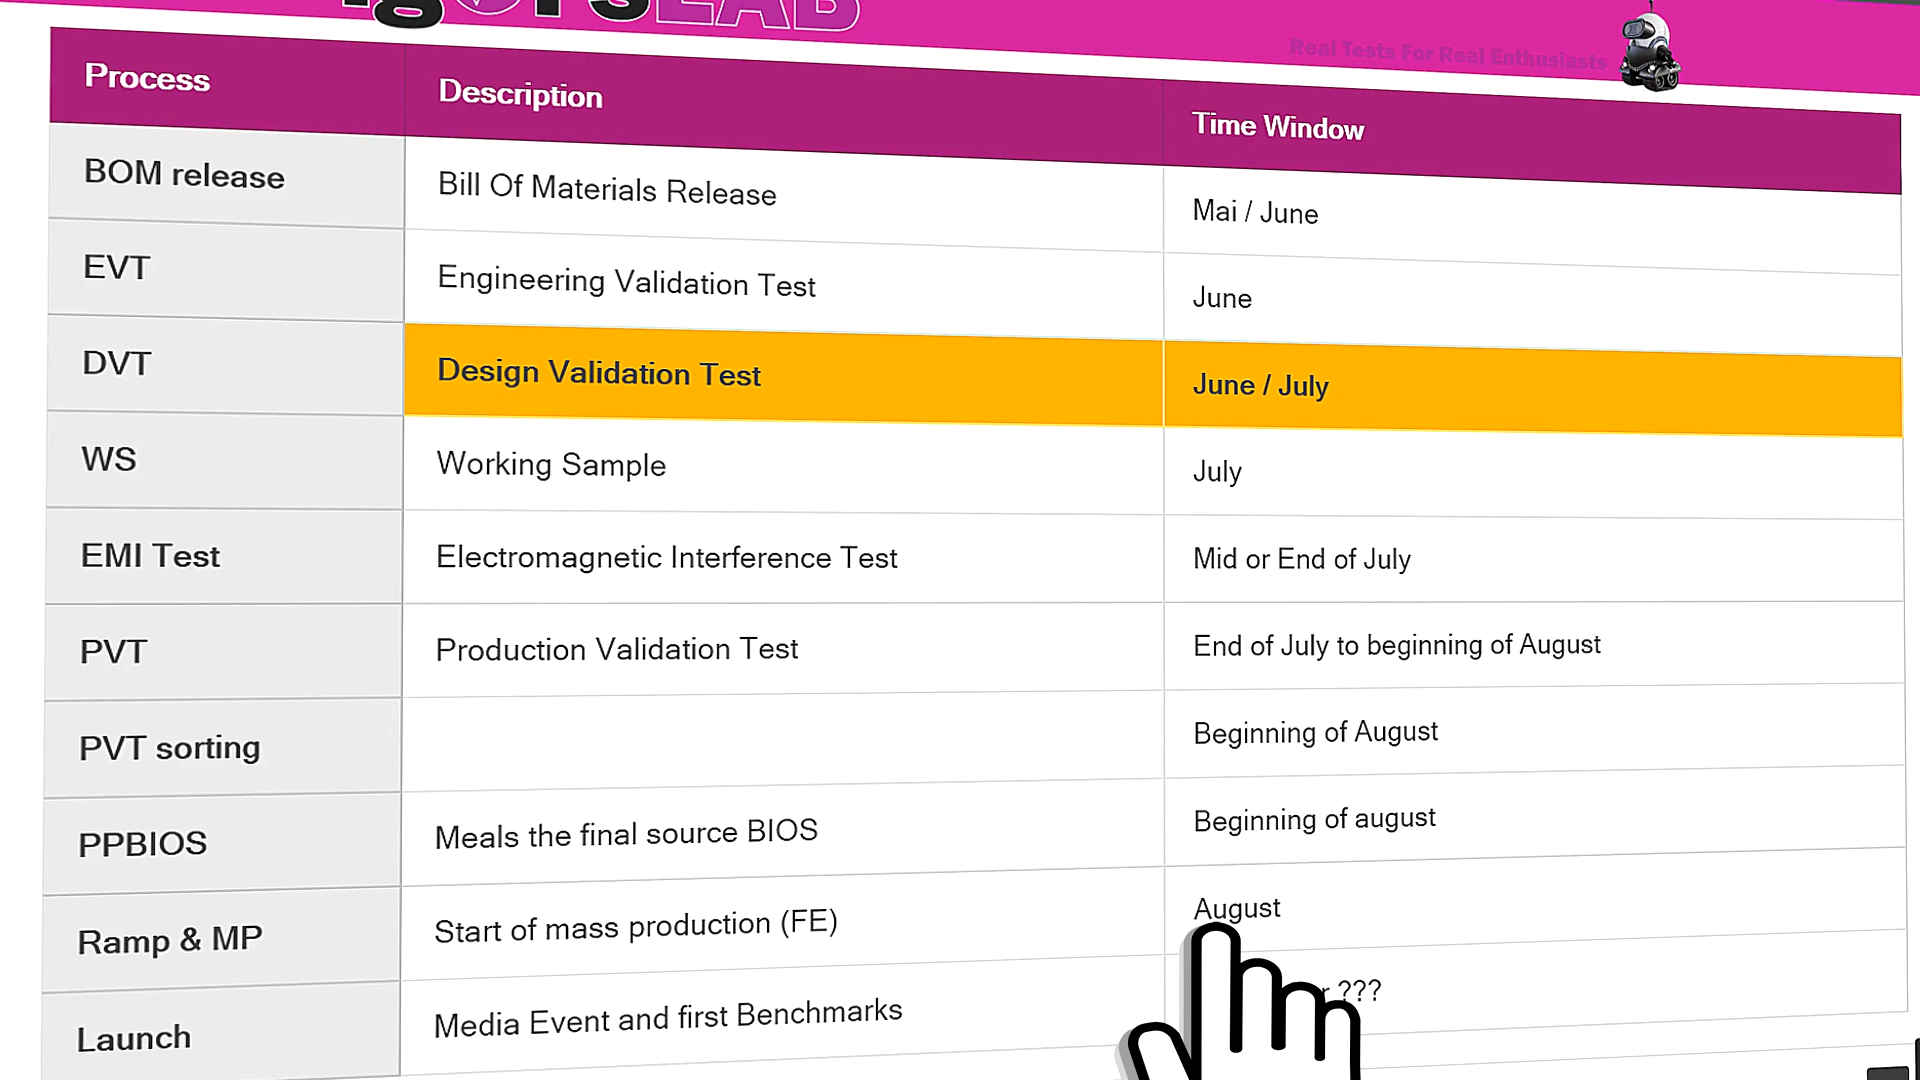 LAB
Real Tests For Real Enthusiasts
Process Description Time Window
BOM release Bill Of Materials Release Mai / June
EVT Engineering Validation Test June
DVT Design Validation Test June / July
WS Working Sample July
EMI Test Electromagnetic Interference Test Mid or End of July
PVT Production Validation Test End of July to beginning of August
PVT sorting Beginning of August
PPBIOS Meals the final source BIOS Beginning of august
Ramp & MP Start of mass production (FE) August
Launch Media Event and first Benchmarks ???